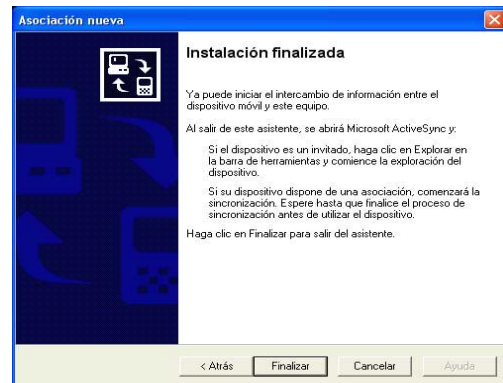 Asociación nueva
Instalación finalizada
Ya puede iniciar el intercambio de información entre el
dispositivo móvil y este equipo.
Al salir de este asistente, se abrirá Microsoft ActiveSync y:
Si el dispositivo es un invitado, haga clic en Explorar en
la barra de herramientas y comience la exploración del
dispositivo.
Si su dispositivo dispone de una asociación, comenzará la
sincronización. Espere hasta que finalice el proceso de
sincronización antes de utilizar el dispositivo.
Haga clic en Finalizar para salir del asistente.
< Atrás
Finalizar
Cancelar
Ayuda